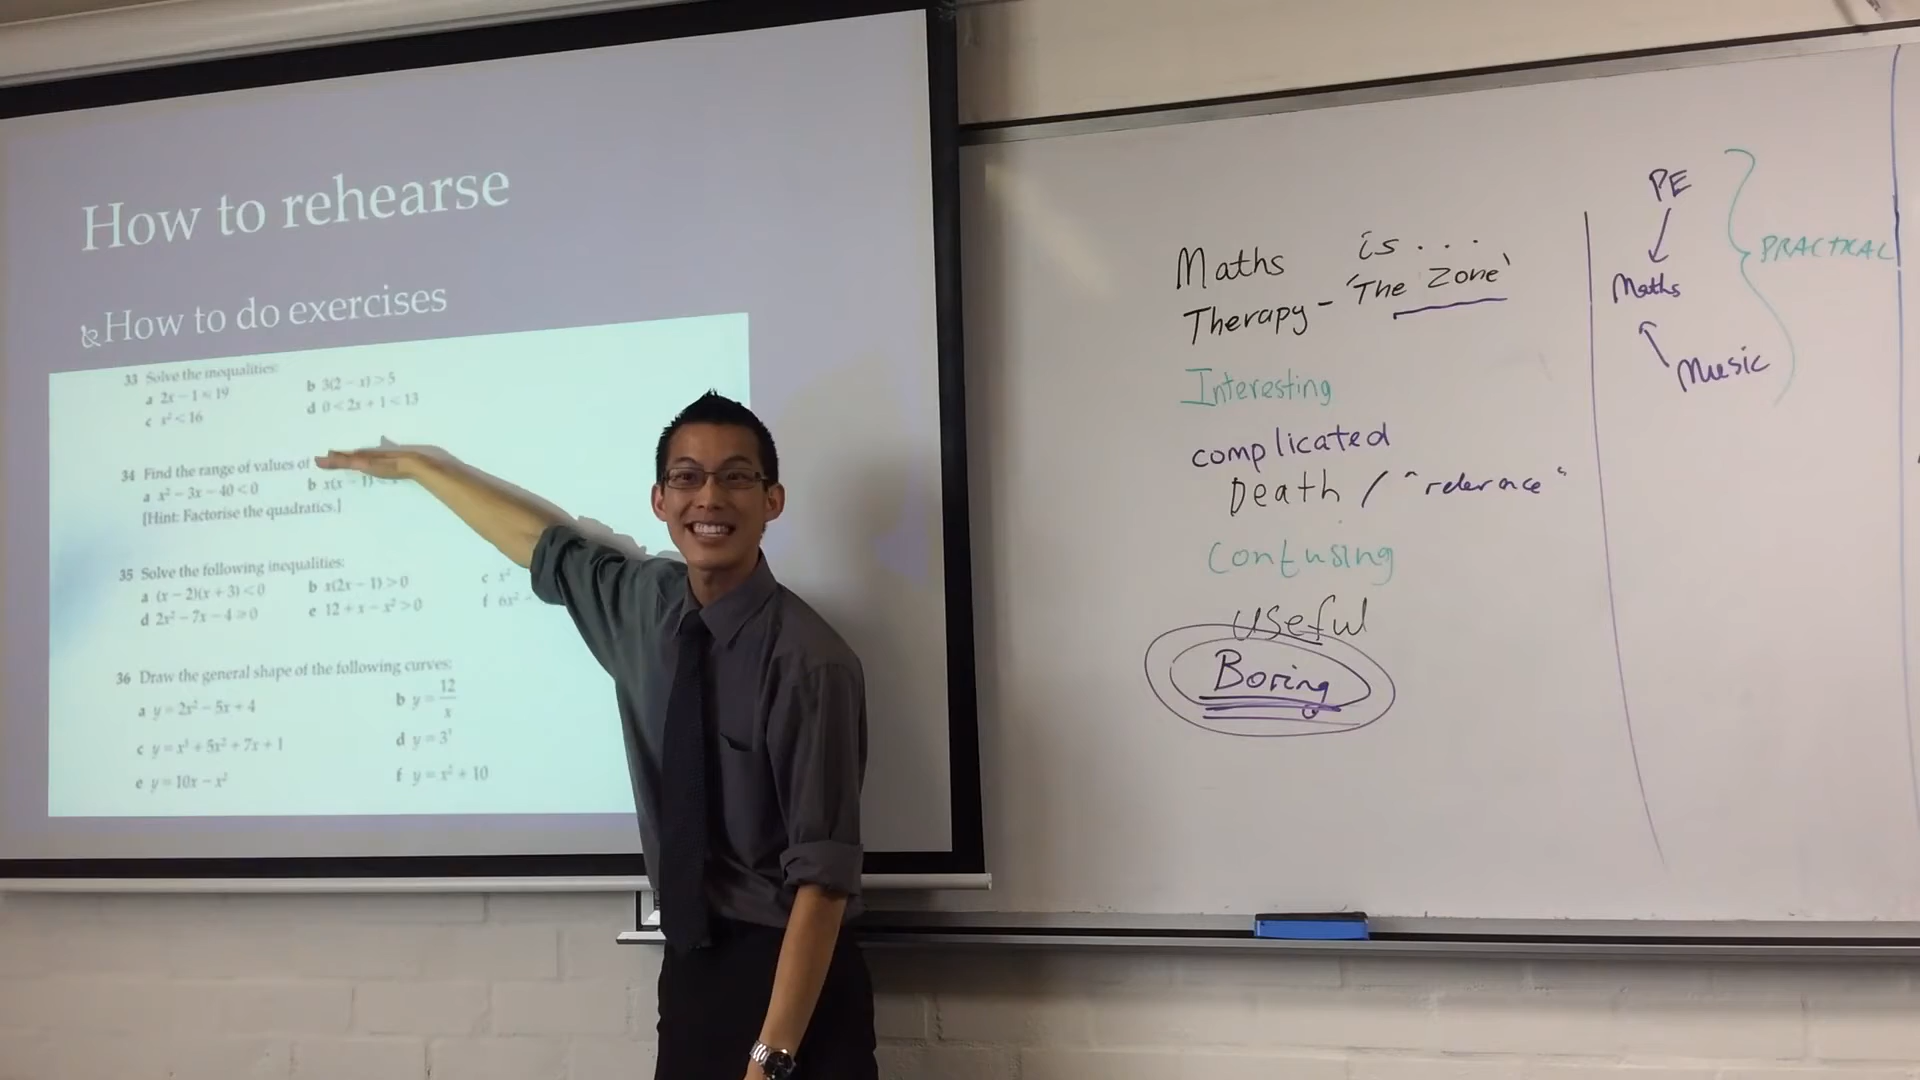 How to rehearse
How to do exercises
33 Solve the inequalities:
a 2x − 1 < 19
b 3(2 − x) > 5
c x² < 16
d 0 < 2x + 1 < 13
34 Find the range of values of
a x² − 3x − 40 < 0
b x(x − 1)
[Hint: Factorise the quadratics.]
35 Solve the following inequalities:
a (x − 2)(x + 3) < 0
b x(2x − 1) > 0
c x²
d 2x² − 7x − 4 ≥ 0
e 12 + x − x² > 0
f 6x² −
36 Draw the general shape of the following curves:
a y = 2x² − 5x + 4
b y = 12/x
c y = x³ + 5x² + 7x + 1
d y = 3ˣ
e y = 10x − x²
f y = x² + 10
Maths is...
Therapy - 'The Zone'
Interesting
complicated
Death / "relevance"
Confusing
useful
Boring
PE
Maths
Music
PRACTICAL